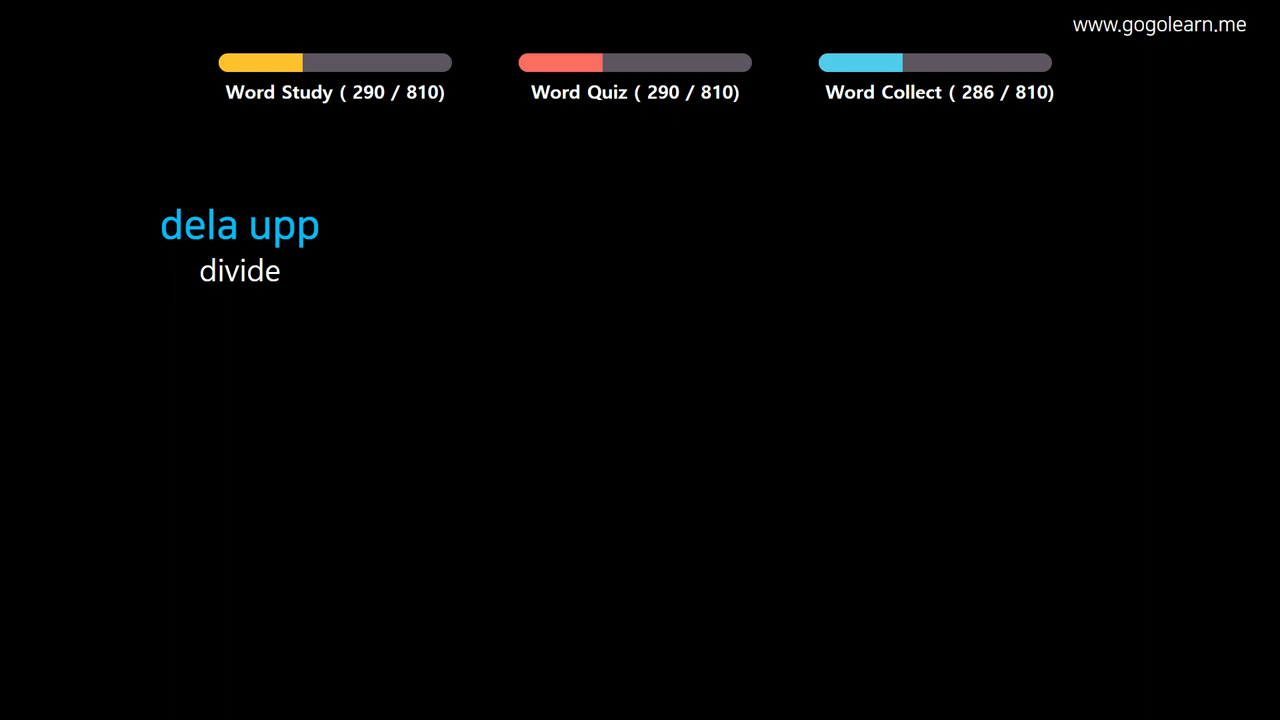 www.gogolearn.me
Word Study ( 290 / 810)
Word Quiz ( 290 / 810)
Word Collect ( 286 / 810)
dela upp
divide